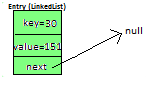 Entry (LinkedList)
key=30
null
value=151
next